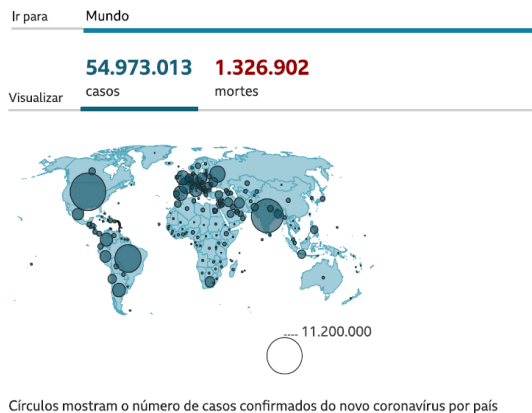 Ir para
Mundo
54.973.013
1.326.902
Visualizar
casos
mortes
11.200.000
Círculos mostram o número de casos confirmados do novo coronavírus por país